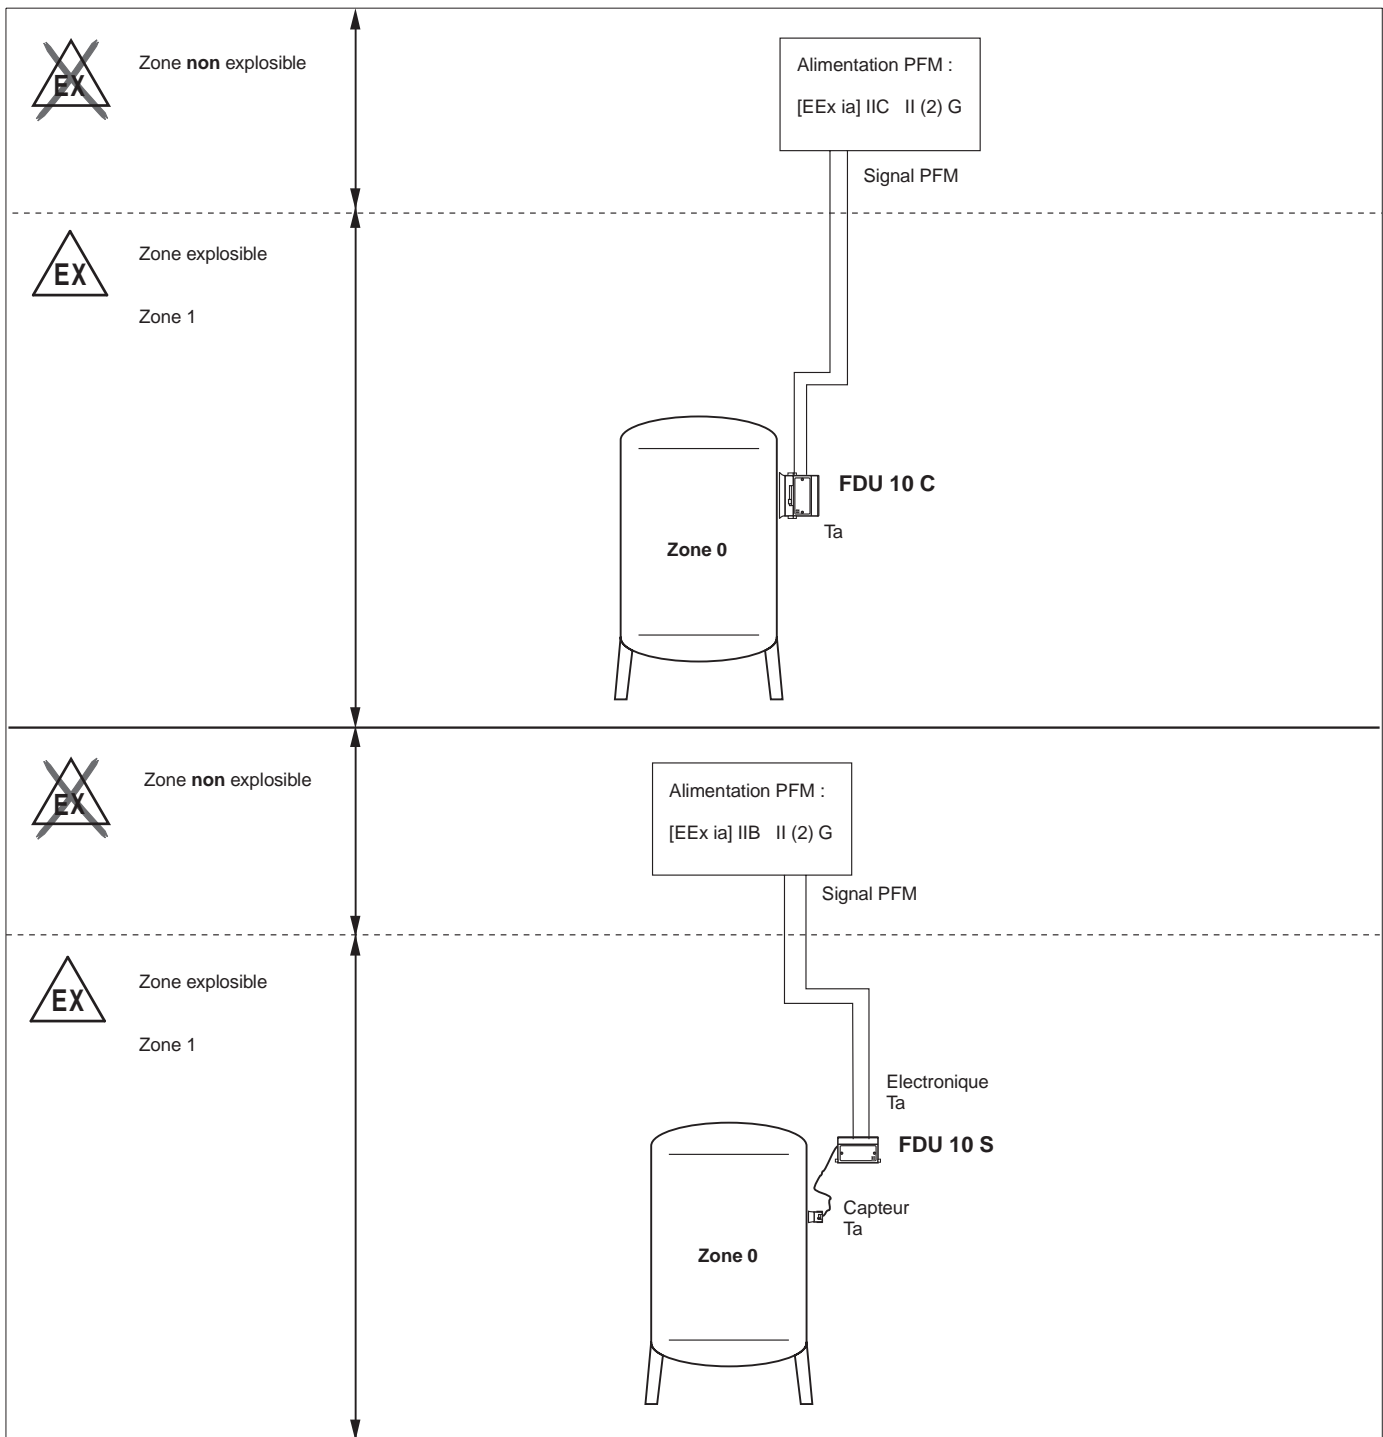 EX
Zone non explosible
Alimentation PFM :
[EEx ia] IIC II (2) G
Signal PFM
EX
Zone explosible
Zone 1
FDU 10 C
Ta
Zone 0
EX
Zone non explosible
Alimentation PFM :
[EEx ia] IIB II (2) G
Signal PFM
EX
Zone explosible
Zone 1
Electronique
Ta
FDU 10 S
Capteur
Ta
Zone 0